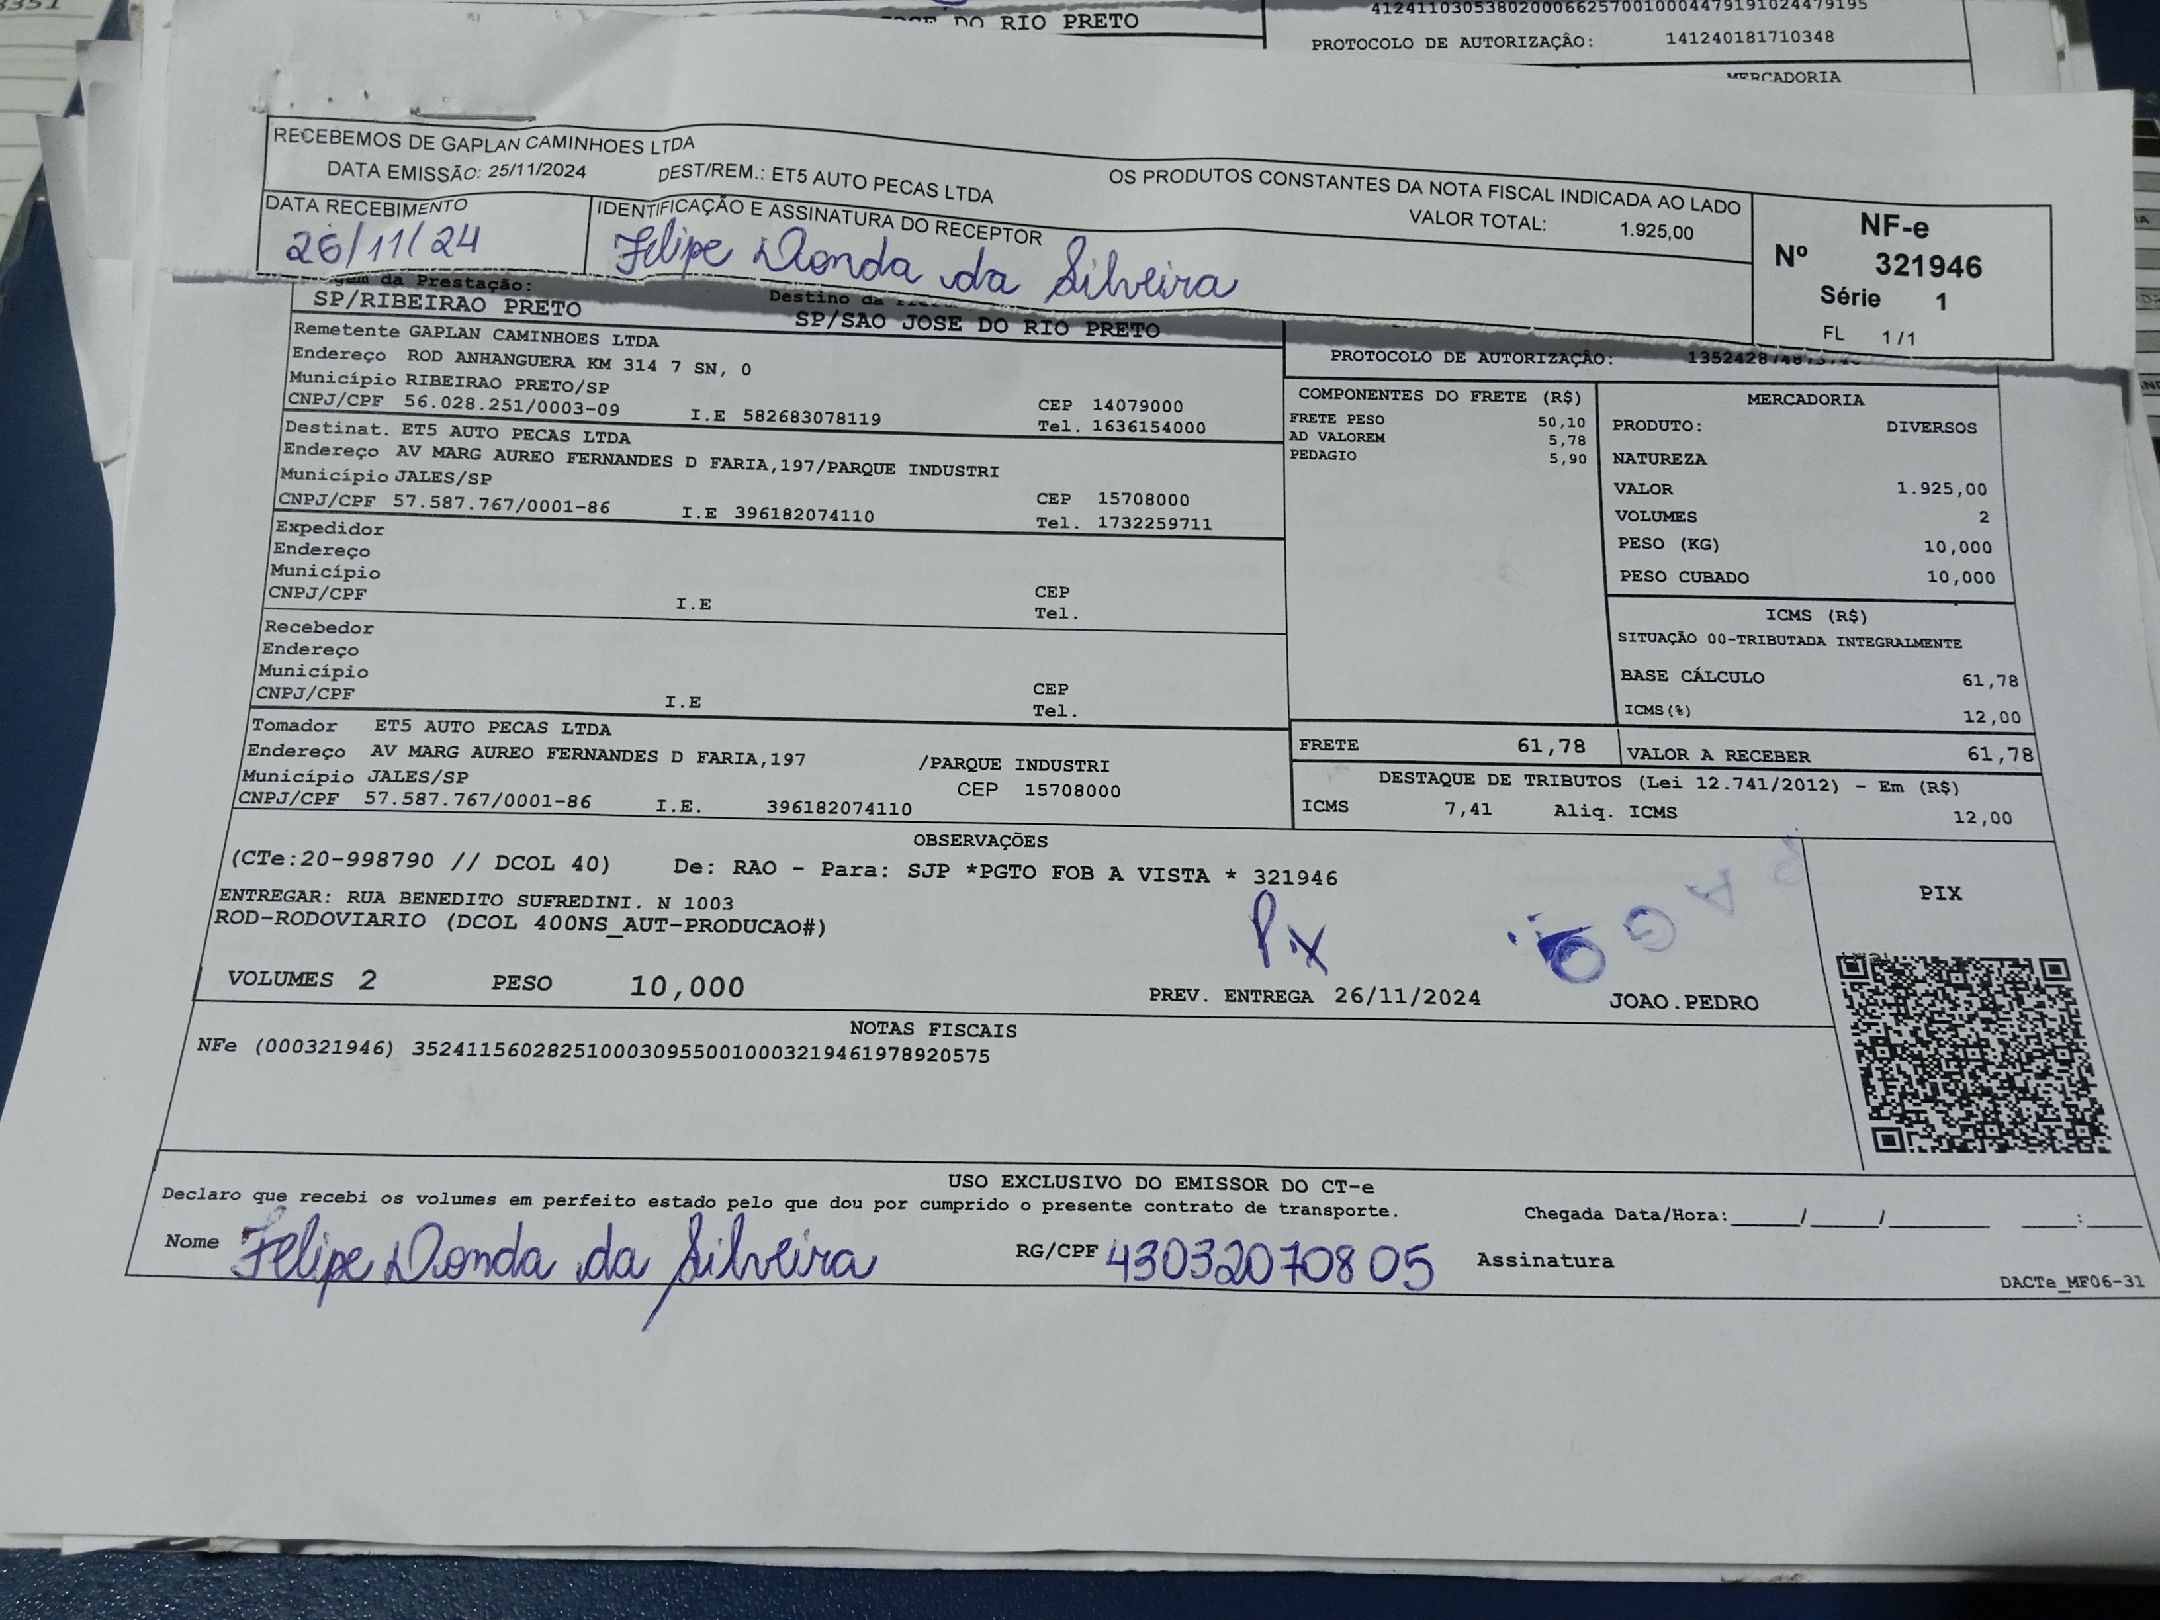 3351
DO RIO PRETO
41241103053802000662570010004479191024479195
PROTOCOLO DE AUTORIZAÇÃO: 141240181710348
MERCADORIA
RECEBEMOS DE GAPLAN CAMINHOES LTDA
OS PRODUTOS CONSTANTES DA NOTA FISCAL INDICADA AO LADO
DATA EMISSÃO: 25/11/2024 DEST/REM.: ET5 AUTO PECAS LTDA VALOR TOTAL: 1.925,00
DATA RECEBIMENTO IDENTIFICAÇÃO E ASSINATURA DO RECEPTOR
26/11/24 Felipe Donda da Silveira
NF-e
Nº 321946
Série 1
FL 1/1
da Prestação: Destino da
SP/RIBEIRAO PRETO SP/SAO JOSE DO RIO PRETO
Remetente GAPLAN CAMINHOES LTDA
Endereço ROD ANHANGUERA KM 314 7 SN, 0
Município RIBEIRAO PRETO/SP
CNPJ/CPF 56.028.251/0003-09 I.E 582683078119 CEP 14079000
Tel. 1636154000
Destinat. ET5 AUTO PECAS LTDA
Endereço AV MARG AUREO FERNANDES D FARIA,197/PARQUE INDUSTRI
Município JALES/SP
CNPJ/CPF 57.587.767/0001-86 I.E 396182074110 CEP 15708000
Tel. 1732259711
Expedidor
Endereço
Município
CNPJ/CPF I.E CEP
Tel.
Recebedor
Endereço
Município
CNPJ/CPF I.E CEP
Tel.
Tomador ET5 AUTO PECAS LTDA
Endereço AV MARG AUREO FERNANDES D FARIA,197 /PARQUE INDUSTRI
Município JALES/SP CEP 15708000
CNPJ/CPF 57.587.767/0001-86 I.E. 396182074110
PROTOCOLO DE AUTORIZAÇÃO:
COMPONENTES DO FRETE (R$)
FRETE PESO 50,10
AD VALOREM 5,78
PEDAGIO 5,90
MERCADORIA
PRODUTO: DIVERSOS
NATUREZA
VALOR 1.925,00
VOLUMES 2
PESO (KG) 10,000
PESO CUBADO 10,000
ICMS (R$)
SITUAÇÃO 00-TRIBUTADA INTEGRALMENTE
BASE CÁLCULO 61,78
ICMS(%) 12,00
FRETE 61,78 VALOR A RECEBER 61,78
DESTAQUE DE TRIBUTOS (Lei 12.741/2012) - Em (R$)
ICMS 7,41 Aliq. ICMS 12,00
OBSERVAÇÕES
(CTe:20-998790 // DCOL 40) De: RAO - Para: SJP *PGTO FOB A VISTA * 321946
ENTREGAR: RUA BENEDITO SUFREDINI. N 1003
ROD-RODOVIARIO (DCOL 400NS_AUT-PRODUCAO#)
Pix
PAGO
PIX
VOLUMES 2 PESO 10,000 PREV. ENTREGA 26/11/2024 JOAO.PEDRO
NOTAS FISCAIS
NFe (000321946) 35241156028251000309550010003219461978920575
USO EXCLUSIVO DO EMISSOR DO CT-e
Declaro que recebi os volumes em perfeito estado pelo que dou por cumprido o presente contrato de transporte. Chegada Data/Hora:_____/_____/_______ ____:____
Nome Felipe Donda da Silveira RG/CPF 43032070805 Assinatura
DACTe_MF06-31